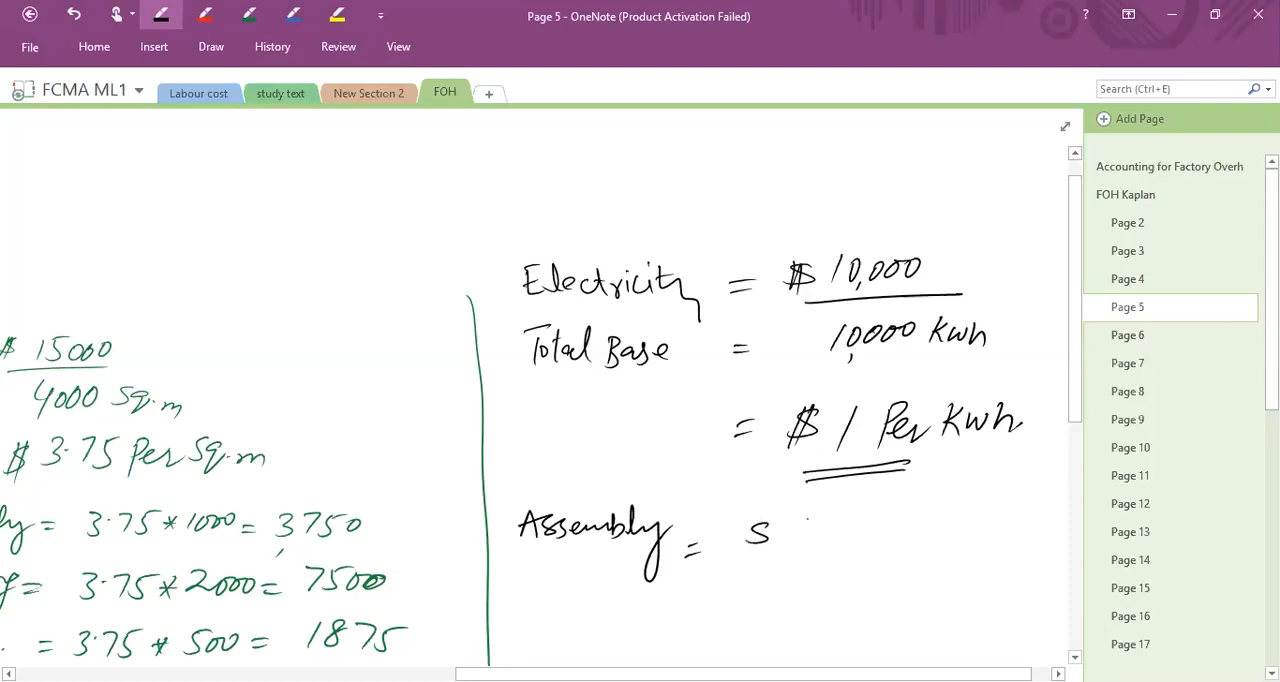 Page 5 - OneNote (Product Activation Failed)
?
File Home Insert Draw History Review View
FCMA ML1 Labour cost study text New Section 2 FOH
Search (Ctrl+E)
Add Page
Accounting for Factory Overh
FOH Kaplan
Page 2
Page 3
Page 4
Page 5
Page 6
Page 7
Page 8
Page 9
Page 10
Page 11
Page 12
Page 13
Page 14
Page 15
Page 16
Page 17
$ 15000
4000 Sq.m
$ 3.75 Per Sq.m
y = 3.75 * 1000 = 3,750
= 3.75 * 2000 = 7500
. = 3.75 * 500 = 1875
Electricity = $ 10,000
Total Base = 10,000 Kwh
= $ 1 Per Kwh
Assembly = S